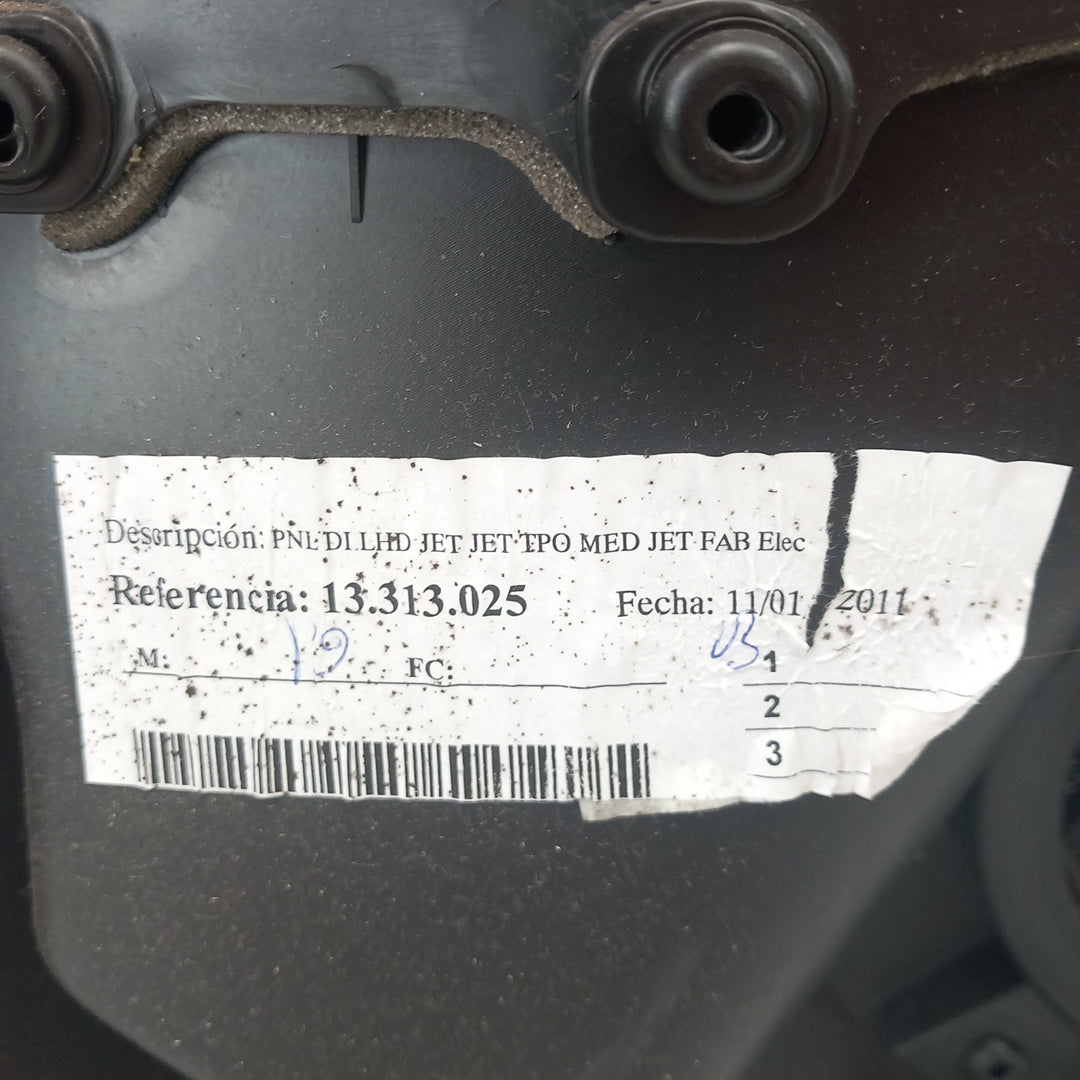 Descripción: PNL DI LHD JET JET TPO MED JET FAB Elec
Referencia: 13.313.025 Fecha: 11/01 2011
M: FC: 1
2
3